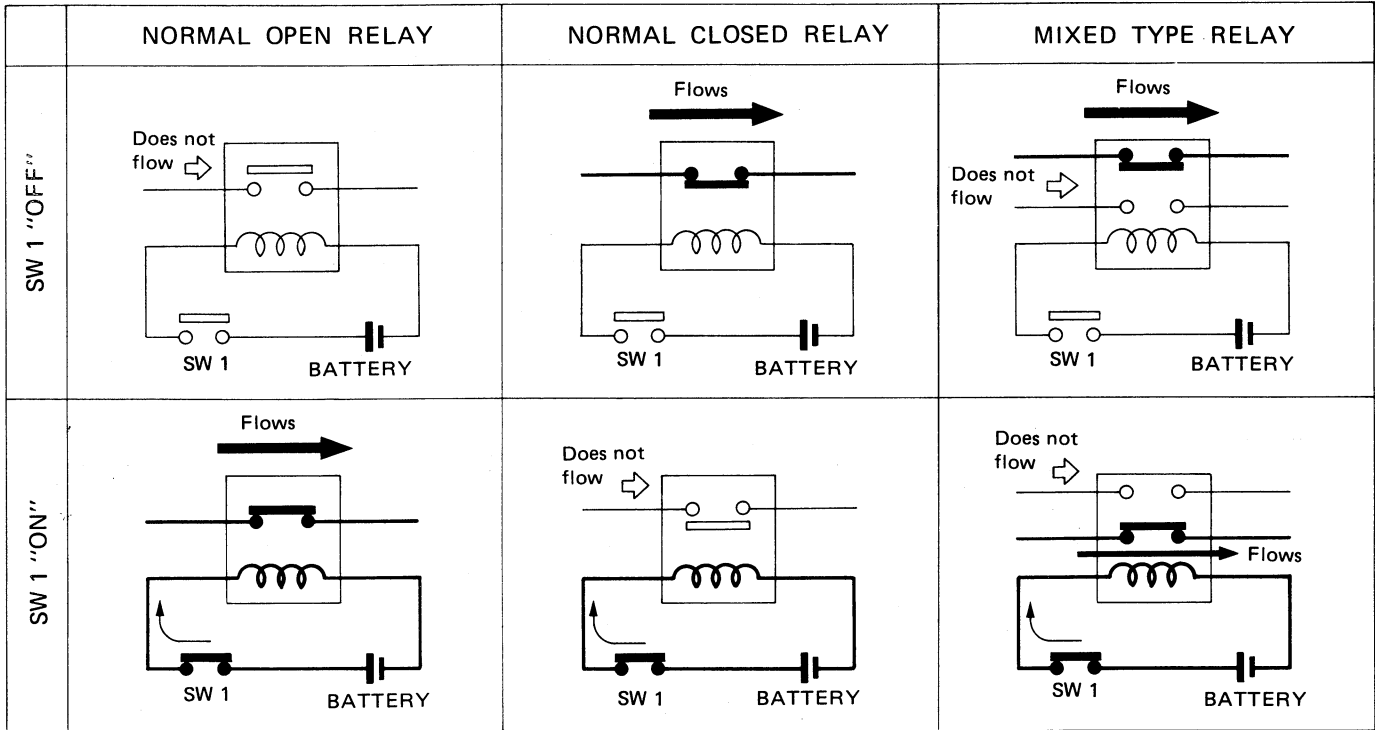 NORMAL OPEN RELAY
NORMAL CLOSED RELAY
MIXED TYPE RELAY
SW 1 "OFF"
Does not
flow
SW 1
BATTERY
Flows
SW 1
BATTERY
Flows
Does not
flow
SW 1
BATTERY
SW 1 "ON"
Flows
SW 1
BATTERY
Does not
flow
SW 1
BATTERY
Does not
flow
Flows
SW 1
BATTERY